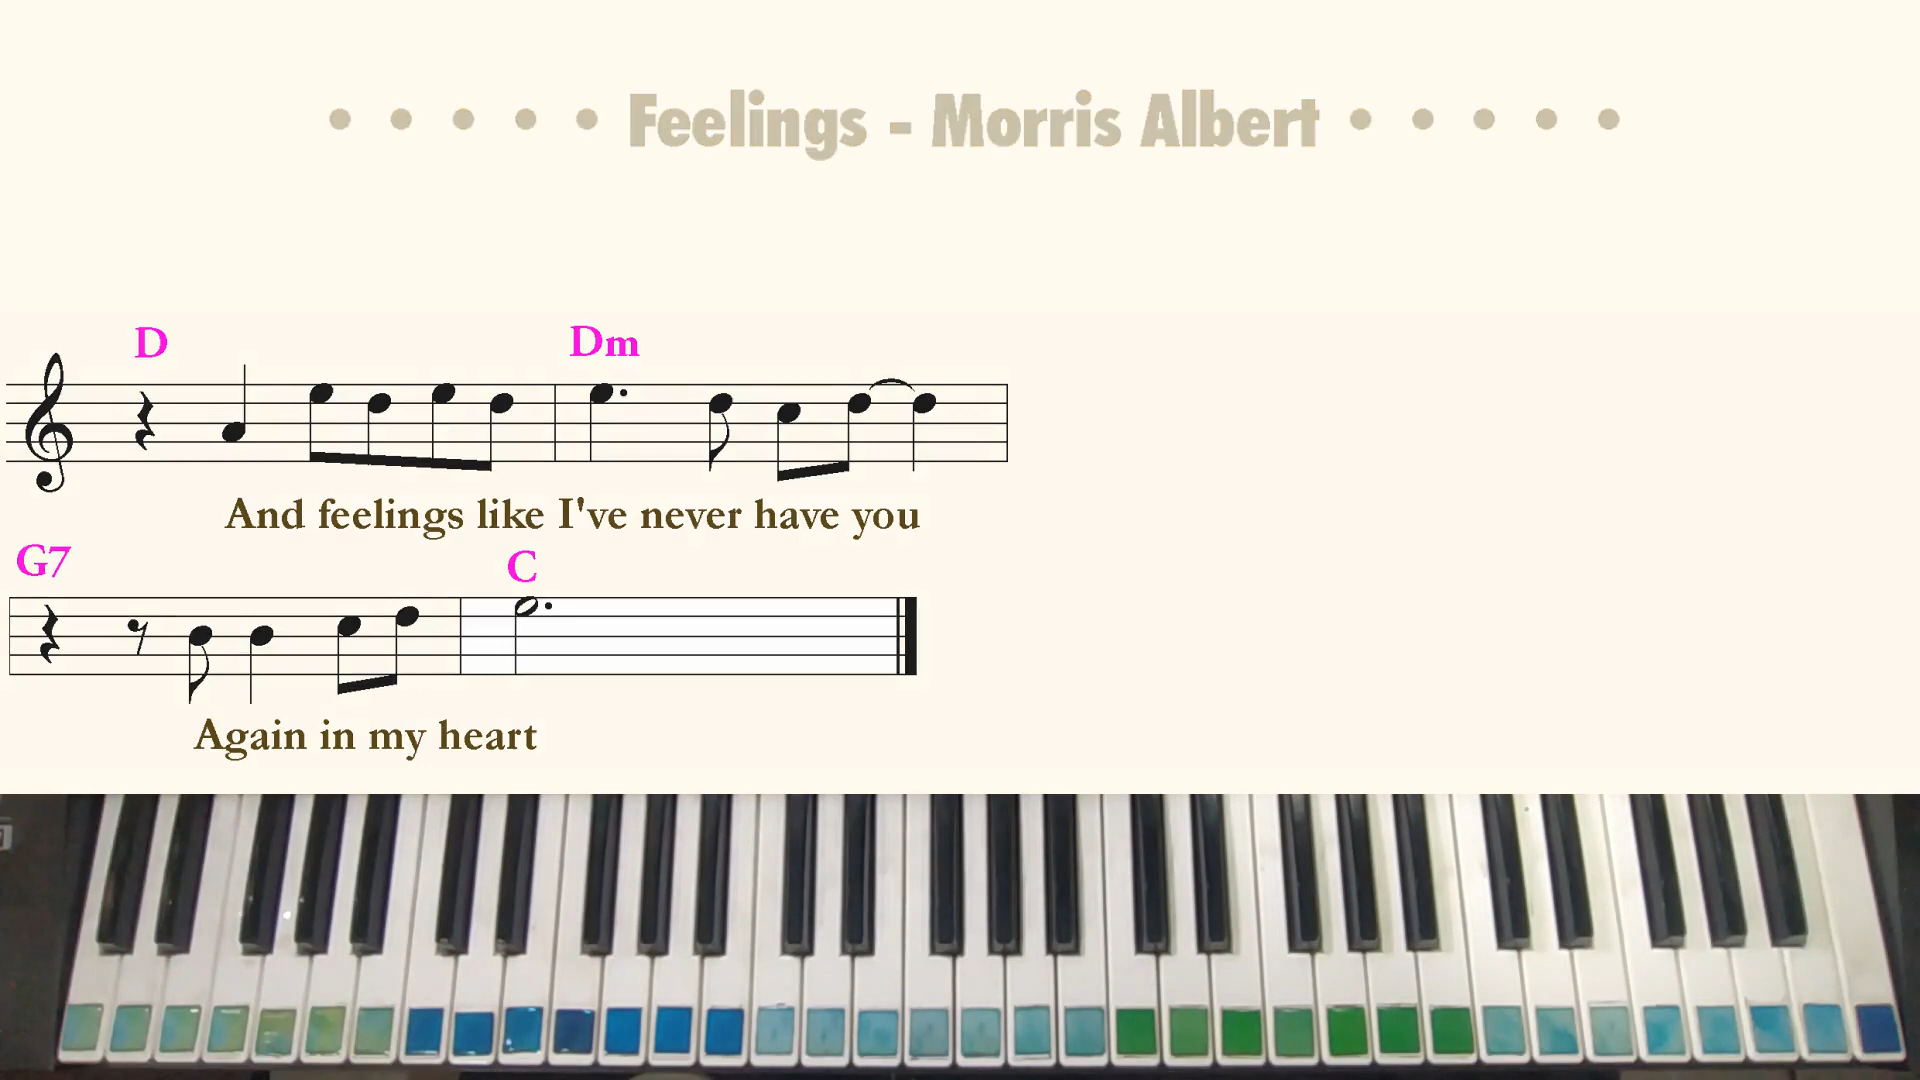 Feelings - Morris Albert
D Dm
And feelings like I've never have you
G7 C
Again in my heart